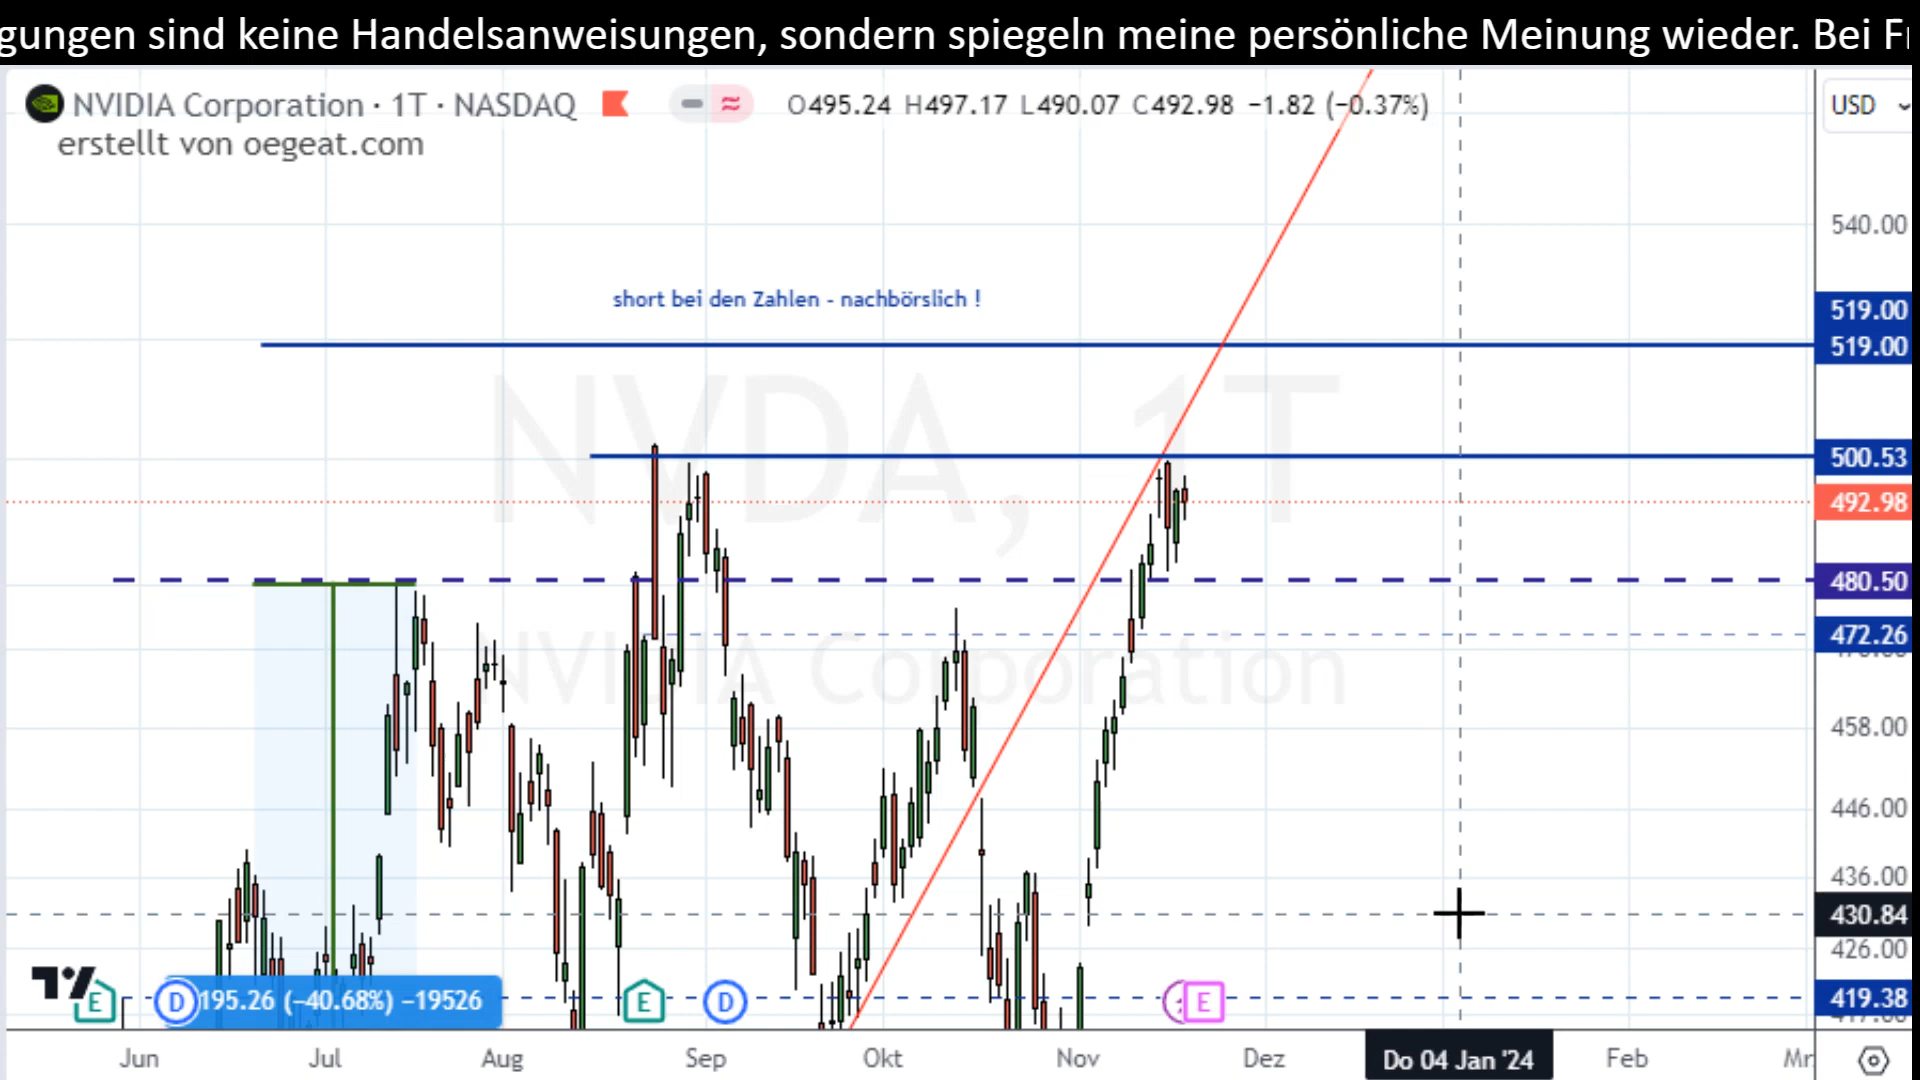 gungen sind keine Handelsanweisungen, sondern spiegeln meine persönliche Meinung wieder. Bei Fr
NVIDIA Corporation · 1T · NASDAQ
O495.24 H497.17 L490.07 C492.98 −1.82 (−0.37%)
USD
erstellt von oegeat.com
540.00
short bei den Zahlen - nachbörslich !
519.00
519.00
NVDA, 1T
500.53
492.98
480.50
472.26
NVIDIA Corporation
458.00
446.00
436.00
430.84
426.00
E
D
195.26 (−40.68%) −19526
E
D
E
419.38
Jun
Jul
Aug
Sep
Okt
Nov
Dez
Do 04 Jan '24
Feb